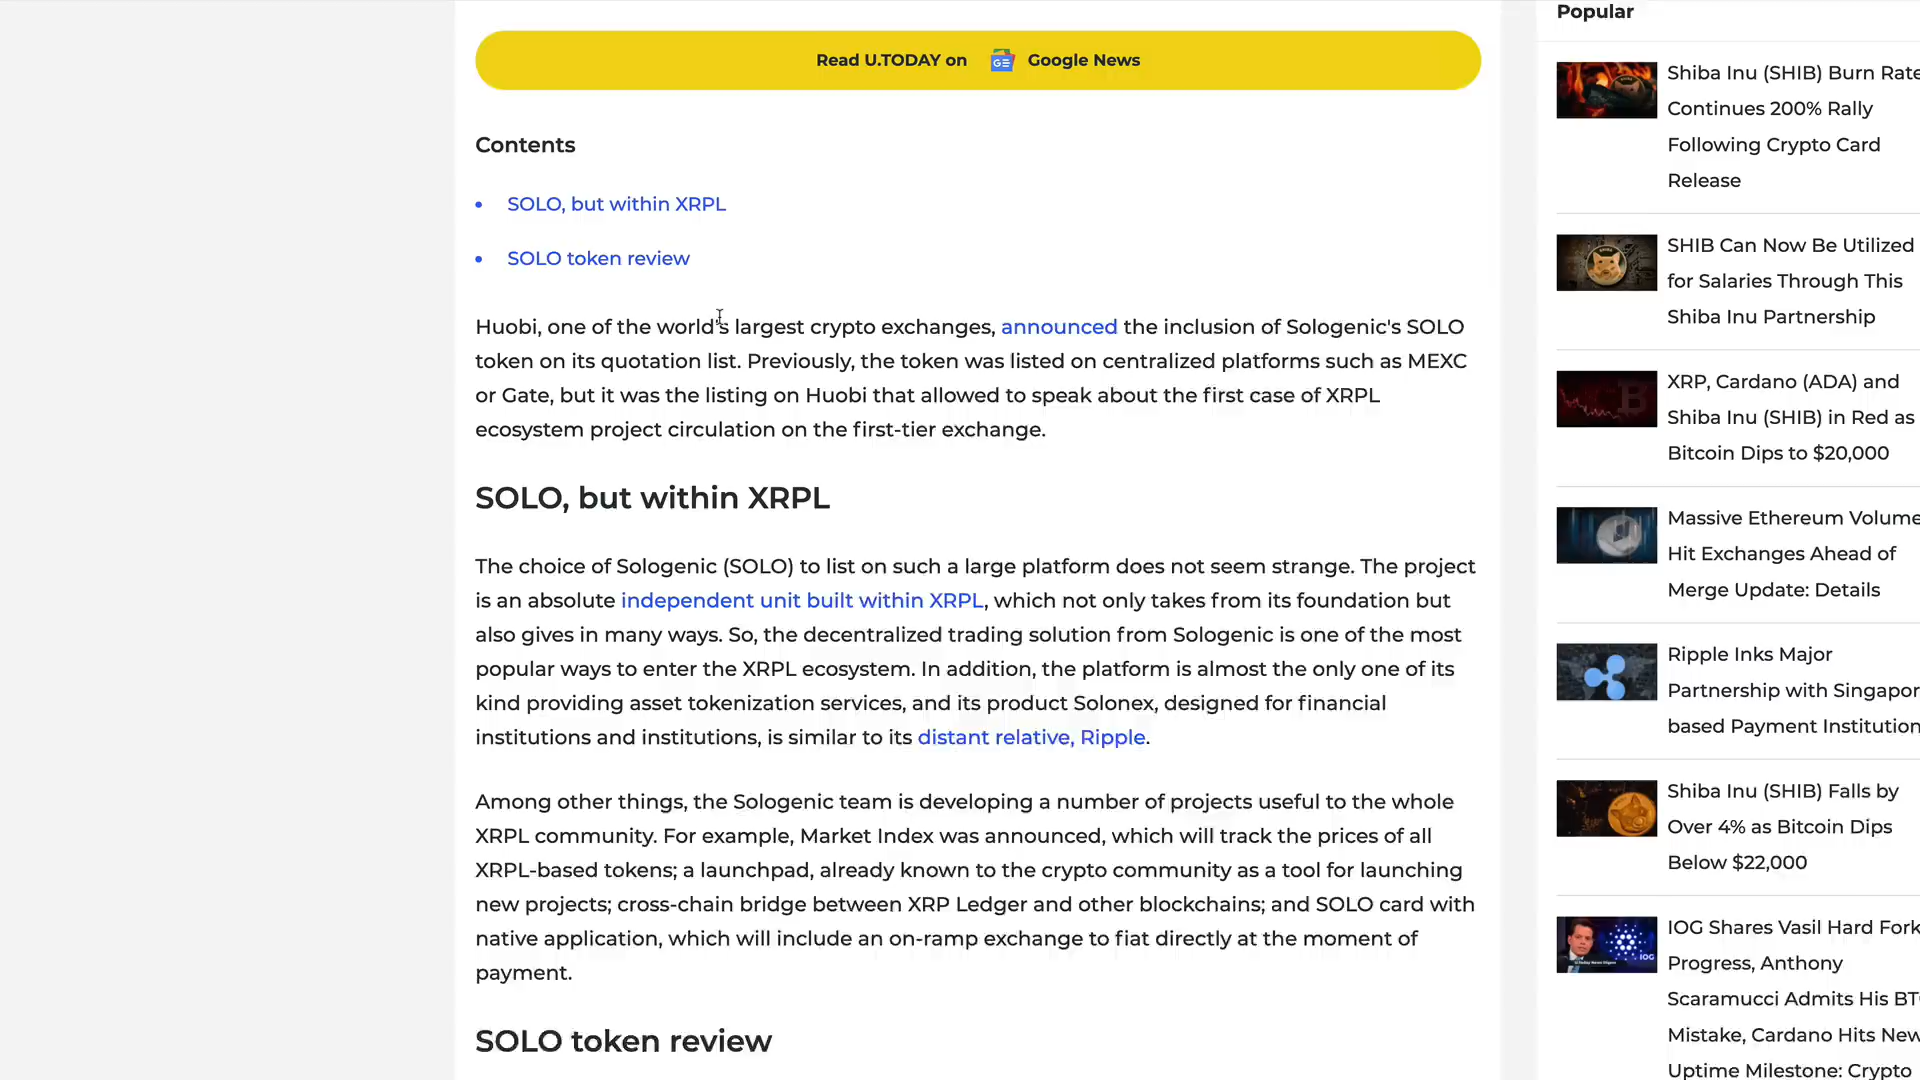 Read U.TODAY on Google News
Contents
• SOLO, but within XRPL
• SOLO token review
Huobi, one of the world's largest crypto exchanges, announced the inclusion of Sologenic's SOLO
token on its quotation list. Previously, the token was listed on centralized platforms such as MEXC
or Gate, but it was the listing on Huobi that allowed to speak about the first case of XRPL
ecosystem project circulation on the first-tier exchange.
SOLO, but within XRPL
The choice of Sologenic (SOLO) to list on such a large platform does not seem strange. The project
is an absolute independent unit built within XRPL, which not only takes from its foundation but
also gives in many ways. So, the decentralized trading solution from Sologenic is one of the most
popular ways to enter the XRPL ecosystem. In addition, the platform is almost the only one of its
kind providing asset tokenization services, and its product Solonex, designed for financial
institutions and institutions, is similar to its distant relative, Ripple.
Among other things, the Sologenic team is developing a number of projects useful to the whole
XRPL community. For example, Market Index was announced, which will track the prices of all
XRPL-based tokens; a launchpad, already known to the crypto community as a tool for launching
new projects; cross-chain bridge between XRP Ledger and other blockchains; and SOLO card with
native application, which will include an on-ramp exchange to fiat directly at the moment of
payment.
SOLO token review
Popular
Shiba Inu (SHIB) Burn Rate
Continues 200% Rally
Following Crypto Card
Release
SHIB Can Now Be Utilized
for Salaries Through This
Shiba Inu Partnership
XRP, Cardano (ADA) and
Shiba Inu (SHIB) in Red as
Bitcoin Dips to $20,000
Massive Ethereum Volume
Hit Exchanges Ahead of
Merge Update: Details
Ripple Inks Major
Partnership with Singapor
based Payment Institution
Shiba Inu (SHIB) Falls by
Over 4% as Bitcoin Dips
Below $22,000
IOG Shares Vasil Hard Fork
Progress, Anthony
Scaramucci Admits His BT
Mistake, Cardano Hits New
Uptime Milestone: Crypto